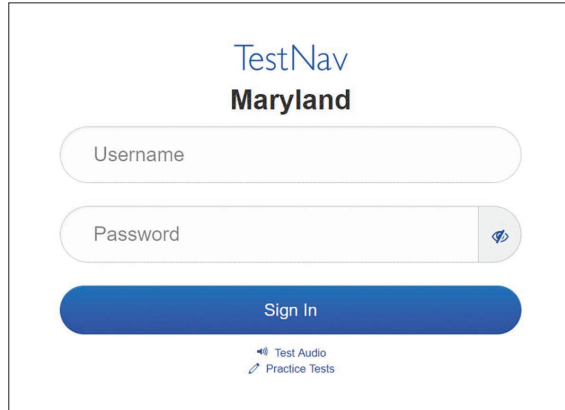 TestNav
Maryland
Username
Password
Sign In
Test Audio
Practice Tests